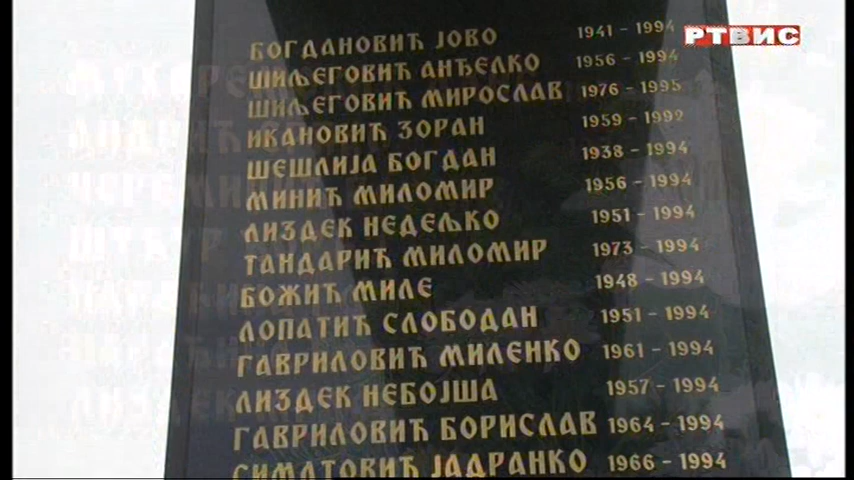 РТВИС
БОГДАНОВИЋ ЈОВО 1941 - 1994
ШИЉЕГОВИЋ АНЂЕЛКО 1956 - 1994
ШИЉЕГОВИЋ МИРОСЛАВ 1976 - 1995
ИКАНОВИЋ ЗОРАН 1959 - 1992
ШЕШЛИЈА БОГДАН 1938 - 1994
МИНИЋ МИЛОМИР 1956 - 1994
ЛИЗДЕК НЕДЕЉКО 1951 - 1994
ТАНДАРИЋ МИЛОМИР 1973 - 1994
БОЖИЋ МИЛЕ 1948 - 1994
ЛОПАТИЋ СЛОБОДАН 1951 - 1994
ГАВРИЛОВИЋ МИЛЕНКО 1961 - 1994
ЛИЗДЕК НЕБОЈША 1957 - 1994
ГАВРИЛОВИЋ БОРИСЛАВ 1964 - 1994
СИМАТОВИЋ ЈАДРАНКО 1966 - 1994